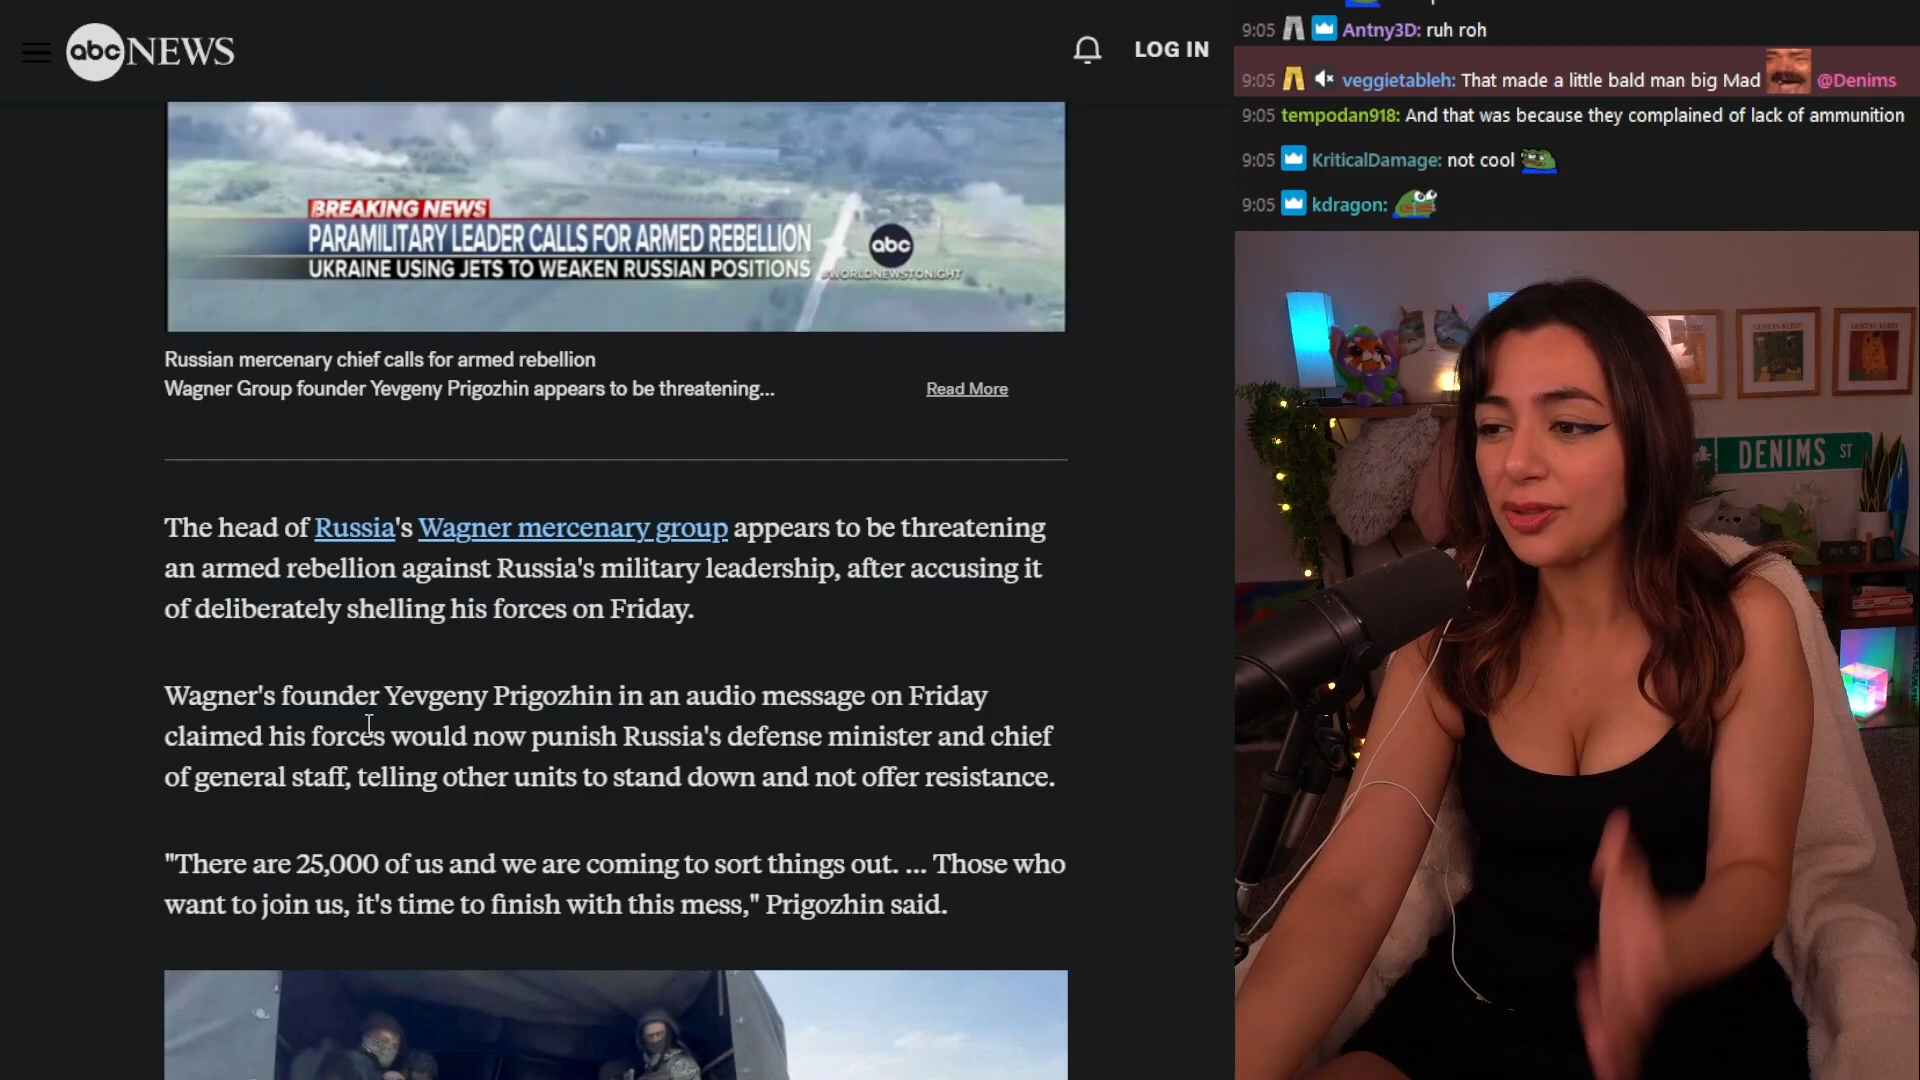 abc NEWS
LOG IN
BREAKING NEWS
PARAMILITARY LEADER CALLS FOR ARMED REBELLION
UKRAINE USING JETS TO WEAKEN RUSSIAN POSITIONS
abc
#WORLDNEWSTONIGHT
Russian mercenary chief calls for armed rebellion
Wagner Group founder Yevgeny Prigozhin appears to be threatening...
Read More
The head of Russia's Wagner mercenary group appears to be threatening
an armed rebellion against Russia's military leadership, after accusing it
of deliberately shelling his forces on Friday.
Wagner's founder Yevgeny Prigozhin in an audio message on Friday
claimed his forces would now punish Russia's defense minister and chief
of general staff, telling other units to stand down and not offer resistance.
"There are 25,000 of us and we are coming to sort things out. ... Those who
want to join us, it's time to finish with this mess," Prigozhin said.
9:05 Antny3D: ruh roh
9:05 veggietableh: That made a little bald man big Mad @Denims
9:05 tempodan918: And that was because they complained of lack of ammunition
9:05 KriticalDamage: not cool
9:05 kdragon:
GUSTAV KLIMT
GUSTAV KLIMT
DENIMS ST